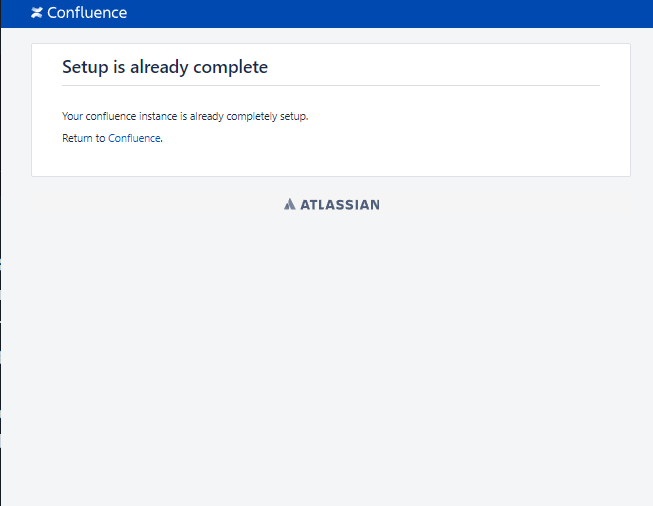 Confluence
Setup is already complete
Your confluence instance is already completely setup.
Return to Confluence.
ATLASSIAN